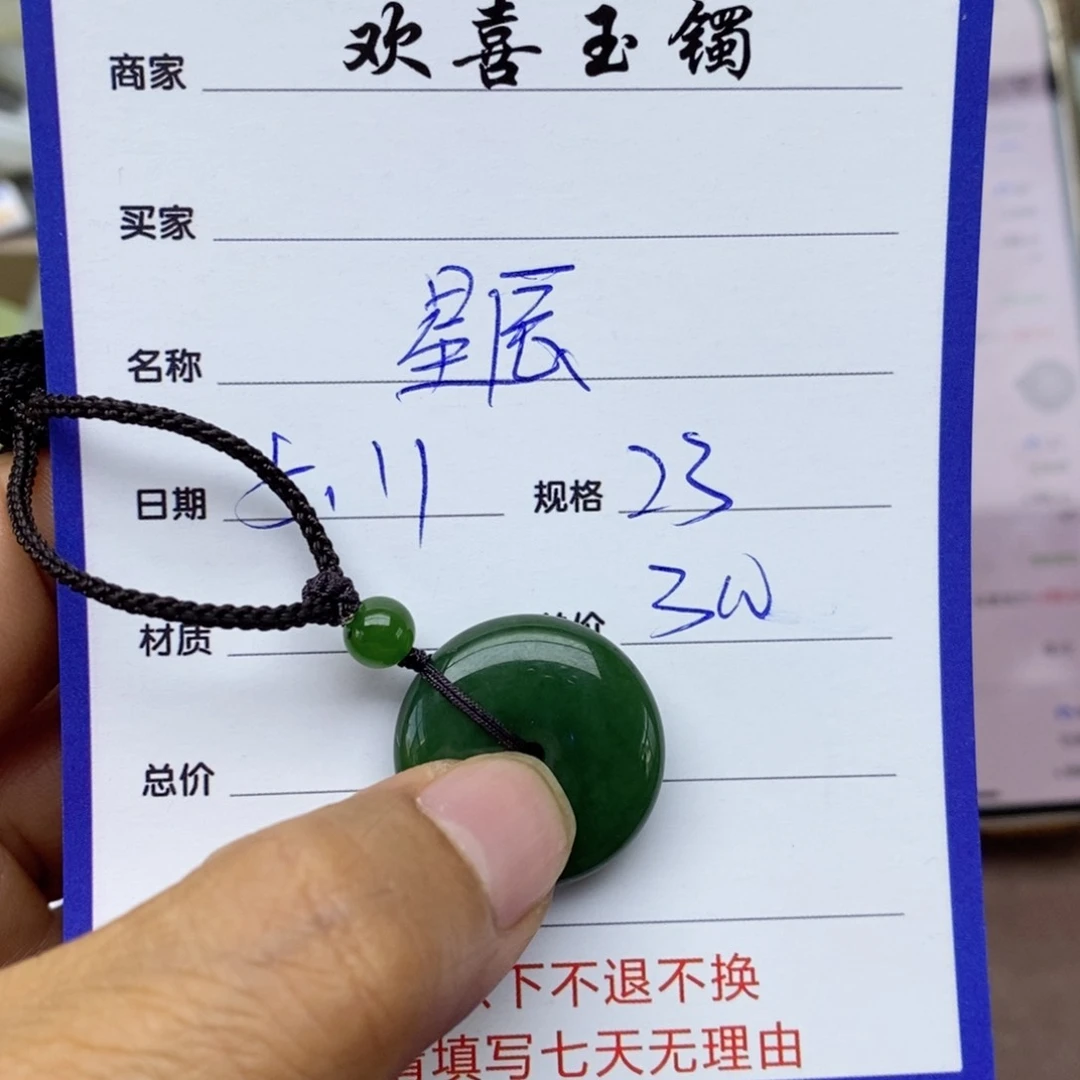 商家 欢喜玉镯
买家
名称 星辰
日期 5.11 规格 23
材质 价 300
总价
下不退不换
填写七天无理由